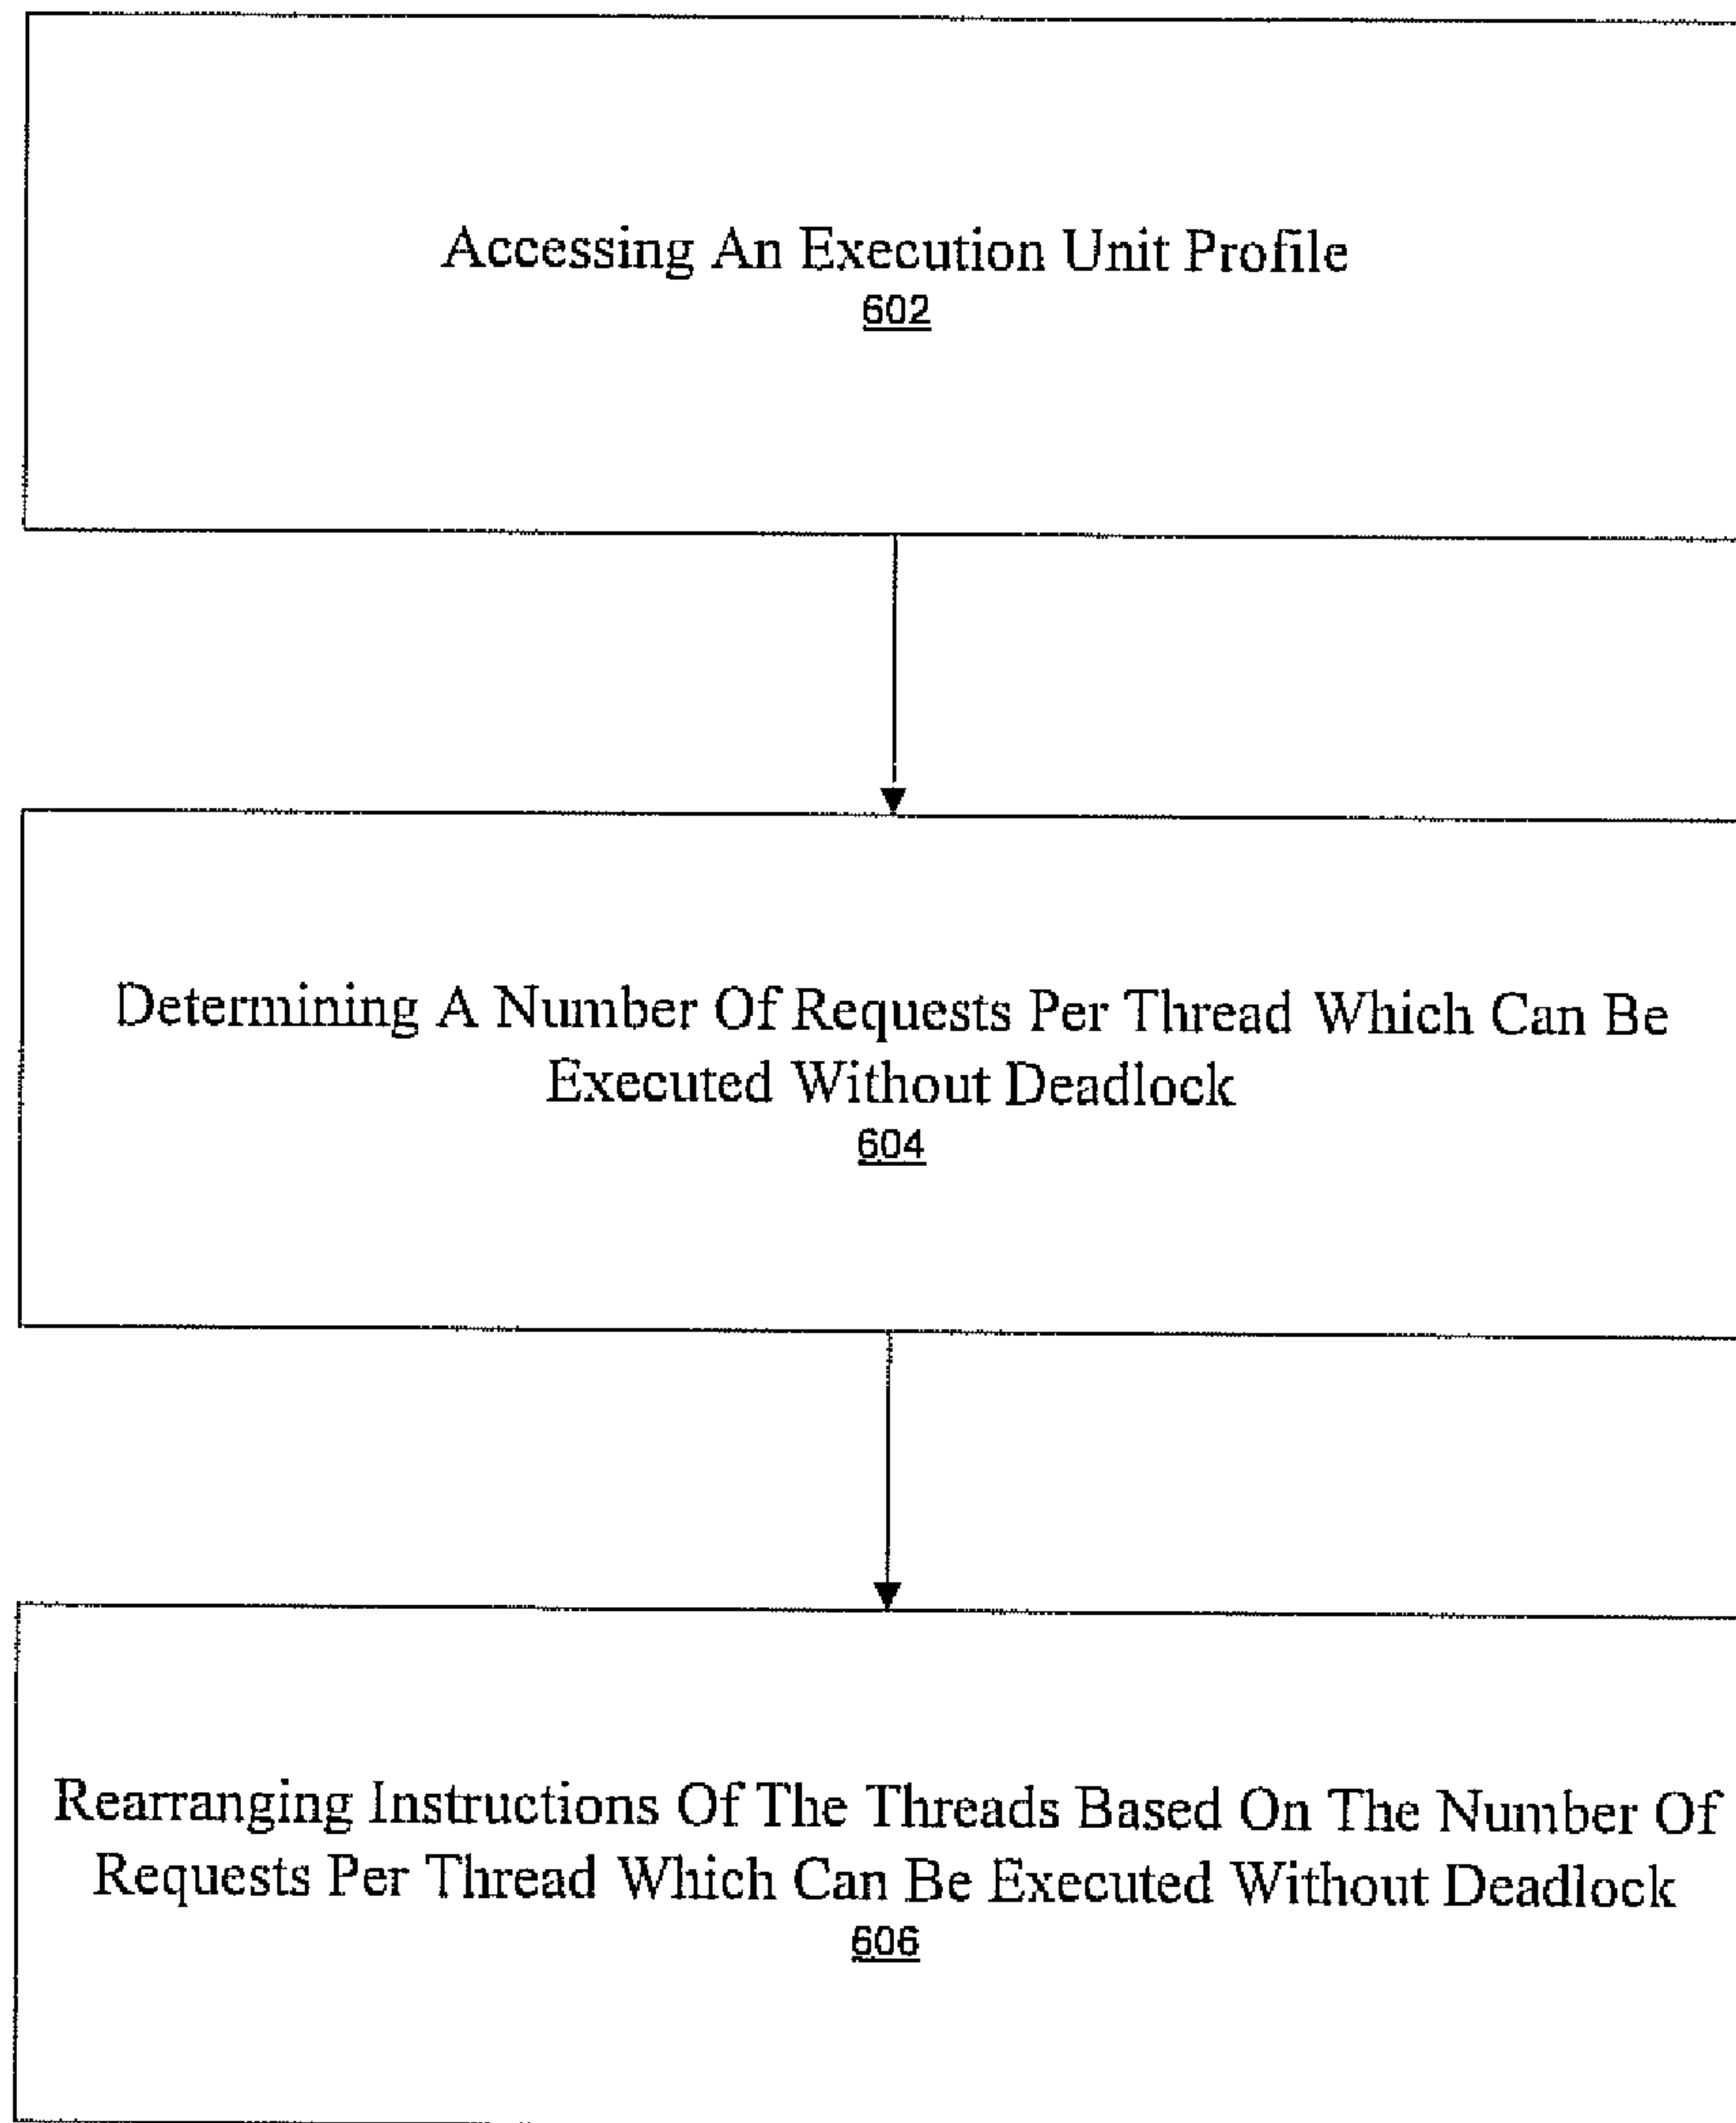 Accessing An Execution Unit Profile
602
Determining A Number Of Requests Per Thread Which Can Be
Executed Without Deadlock
604
Rearranging Instructions Of The Threads Based On The Number Of
Requests Per Thread Which Can Be Executed Without Deadlock
606